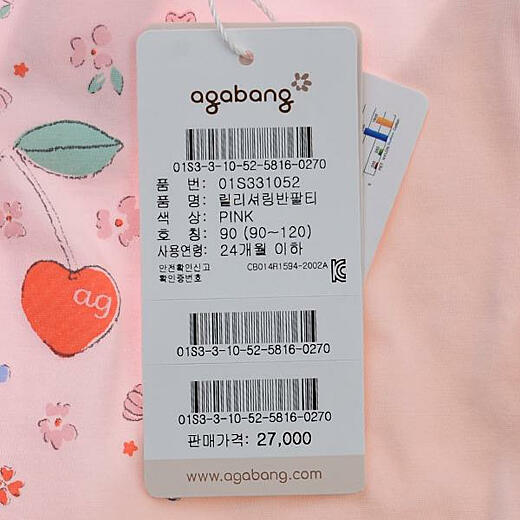 agabang
01S3-3-10-52-5816-0270
품 번: 01S331052
품 명: 릴리셔링반팔티
색 상: PINK
호 칭: 90 (90~120)
사용연령: 24개월 이하
안전확인신고
확인증번호 CB014R1594-2002A
01S3-3-10-52-5816-0270
01S3-3-10-52-5816-0270
판매가격: 27,000
www.agabang.com
ag